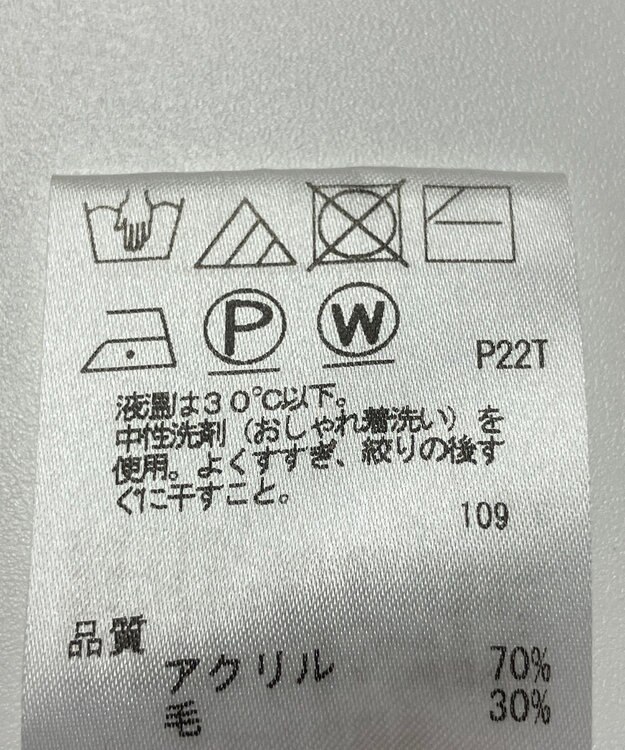 P W P22T
液温は30℃以下。
中性洗剤（おしゃれ着洗い）を
使用。よくすすぎ、絞りの後す
ぐに干すこと。
109
品質
アクリル 70%
毛 30%